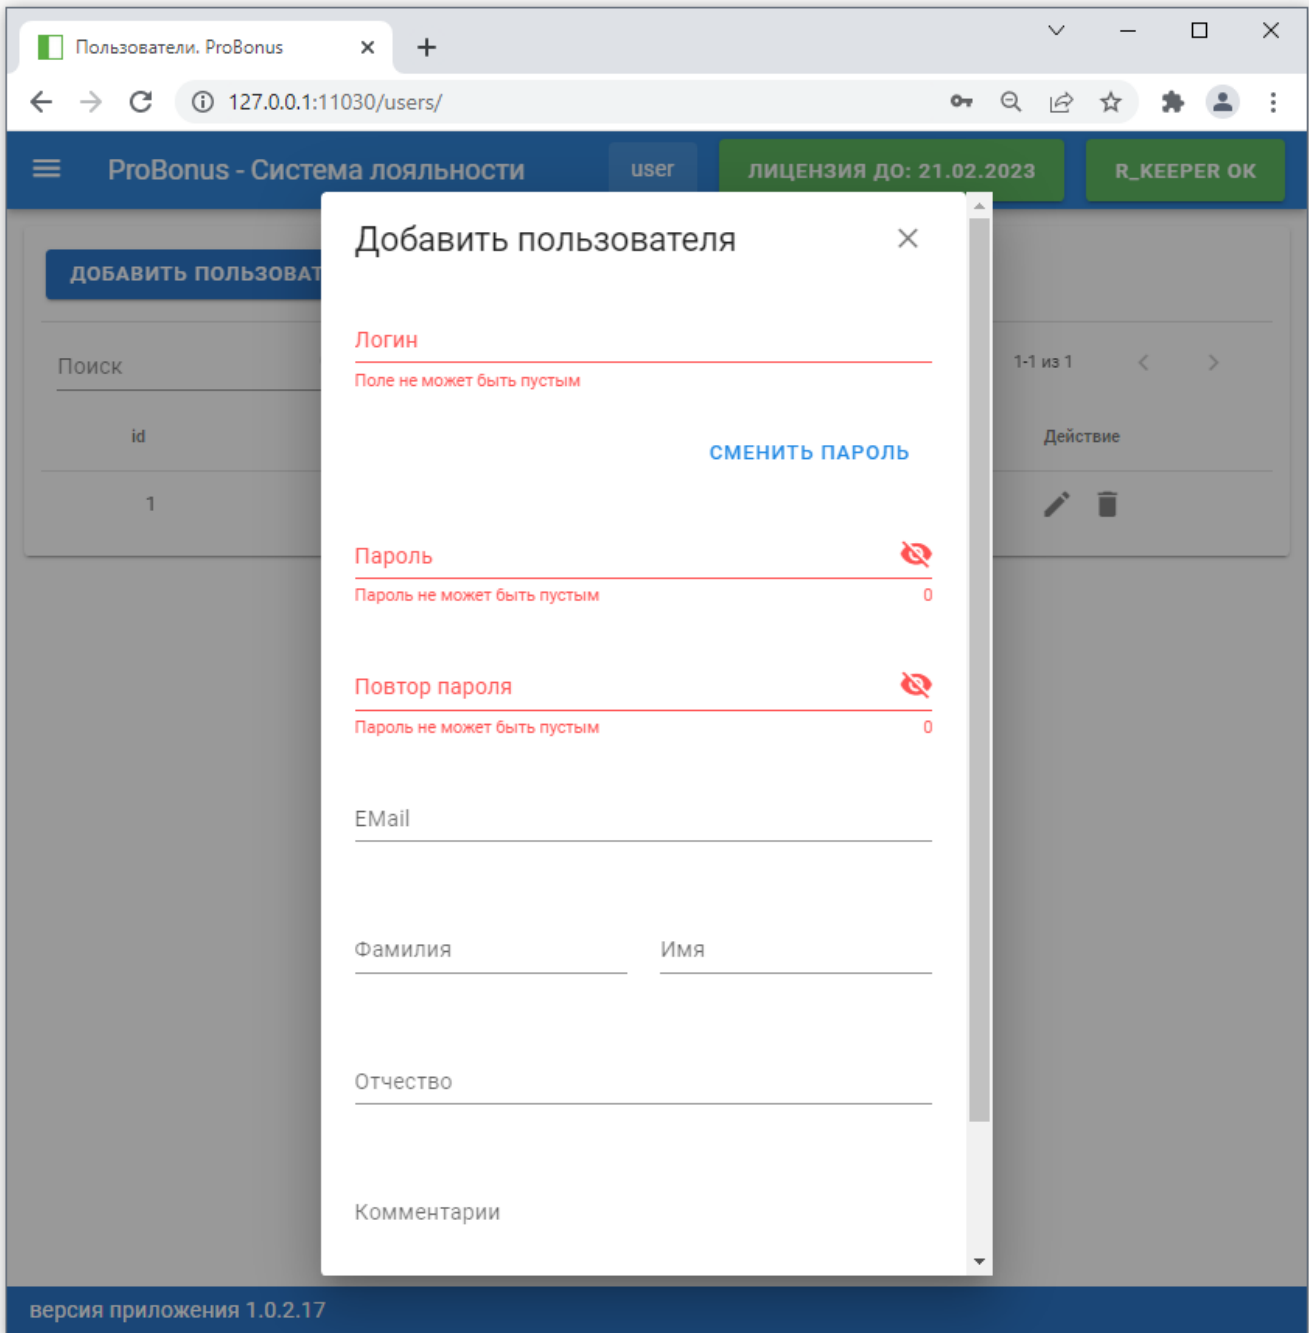 Пользователи. ProBonus
127.0.0.1:11030/users/
ProBonus - Система лояльности
user
ЛИЦЕНЗИЯ ДО: 21.02.2023
R_KEEPER OK
Добавить пользователя
ДОБАВИТЬ ПОЛЬЗОВАТ
Логин
Поле не может быть пустым
Поиск
1-1 из 1
id
Действие
СМЕНИТЬ ПАРОЛЬ
1
Пароль
Пароль не может быть пустым
0
Повтор пароля
Пароль не может быть пустым
0
EMail
Фамилия
Имя
Отчество
Комментарии
версия приложения 1.0.2.17